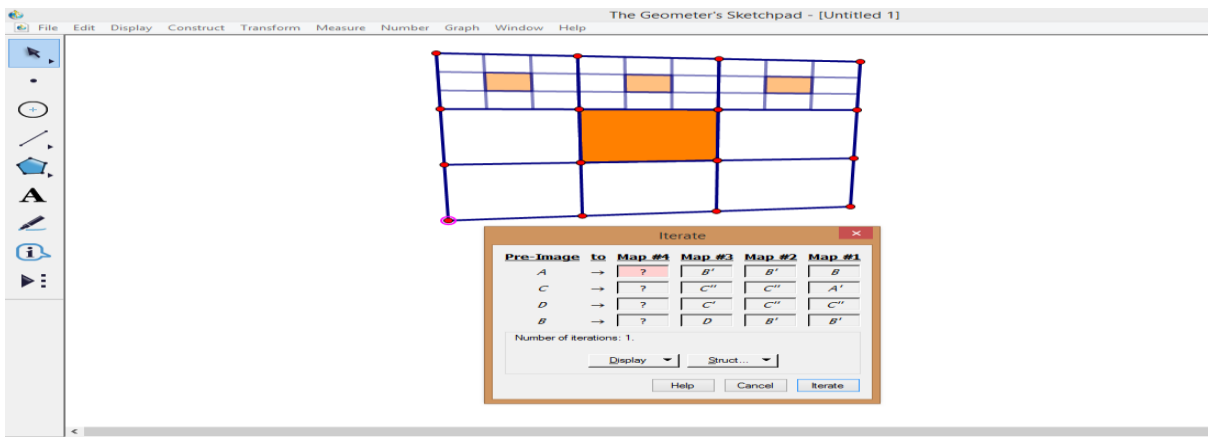 The Geometer's Sketchpad - [Untitled 1]
File Edit Display Construct Transform Measure Number Graph Window Help
A
Iterate
Pre-Image to Map #4 Map #3 Map #2 Map #1
A → ? B' B' B
C → ? C'' C'' A'
D → ? C' C'' C''
B → ? D B' B'
Number of iterations: 1.
Display Struct...
Help Cancel Iterate